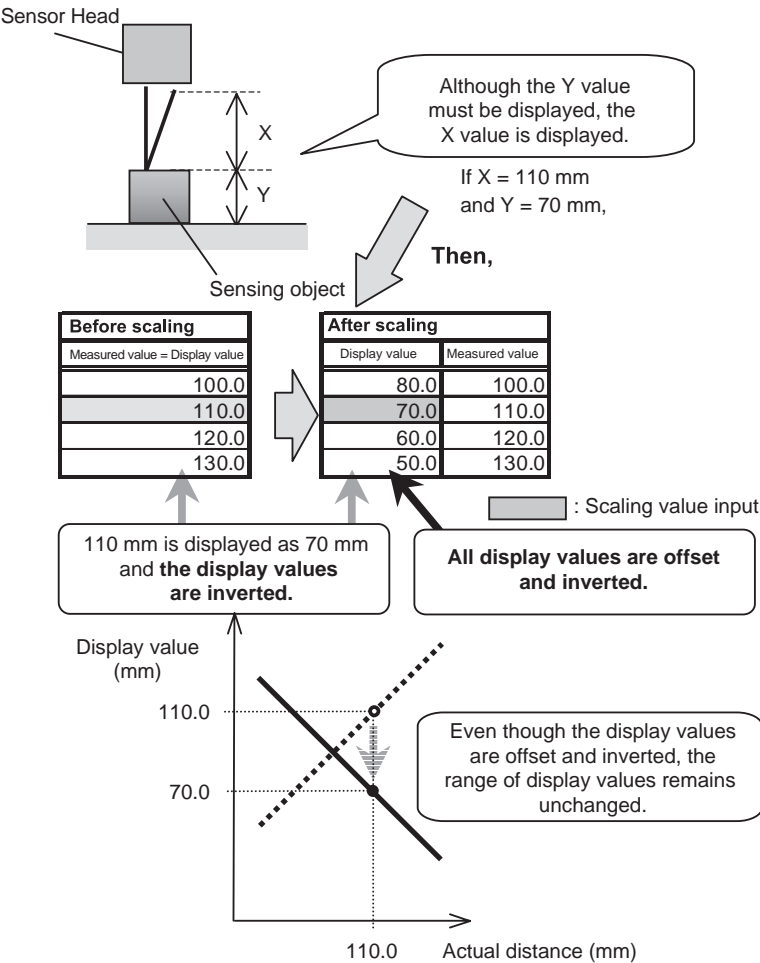 Sensor Head
Although the Y value
must be displayed, the
X value is displayed.
X
Y
If X = 110 mm
and Y = 70 mm,
Then,
Sensing object
Before scaling
Measured value = Display value
100.0
110.0
120.0
130.0
After scaling
Display value Measured value
80.0 100.0
70.0 110.0
60.0 120.0
50.0 130.0
: Scaling value input
110 mm is displayed as 70 mm
and the display values
are inverted.
All display values are offset
and inverted.
Display value
(mm)
110.0
70.0
Even though the display values
are offset and inverted, the
range of display values remains
unchanged.
110.0 Actual distance (mm)